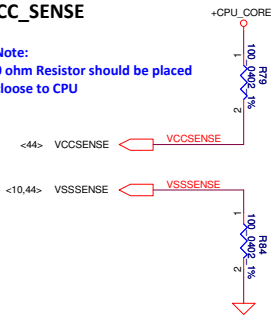 CC_SENSE
+CPU_CORE
Note:
0 ohm Resistor should be placed
cloose to CPU
1
100_0402_1%
R79
2
<44> VCCSENSE VCCSENSE
<10,44> VSSSENSE VSSSENSE
1
100_0402_1%
R84
2